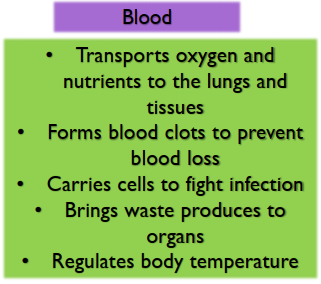 Blood
• Transports oxygen and
nutrients to the lungs and
tissues
• Forms blood clots to prevent
blood loss
• Carries cells to fight infection
• Brings waste produces to
organs
• Regulates body temperature